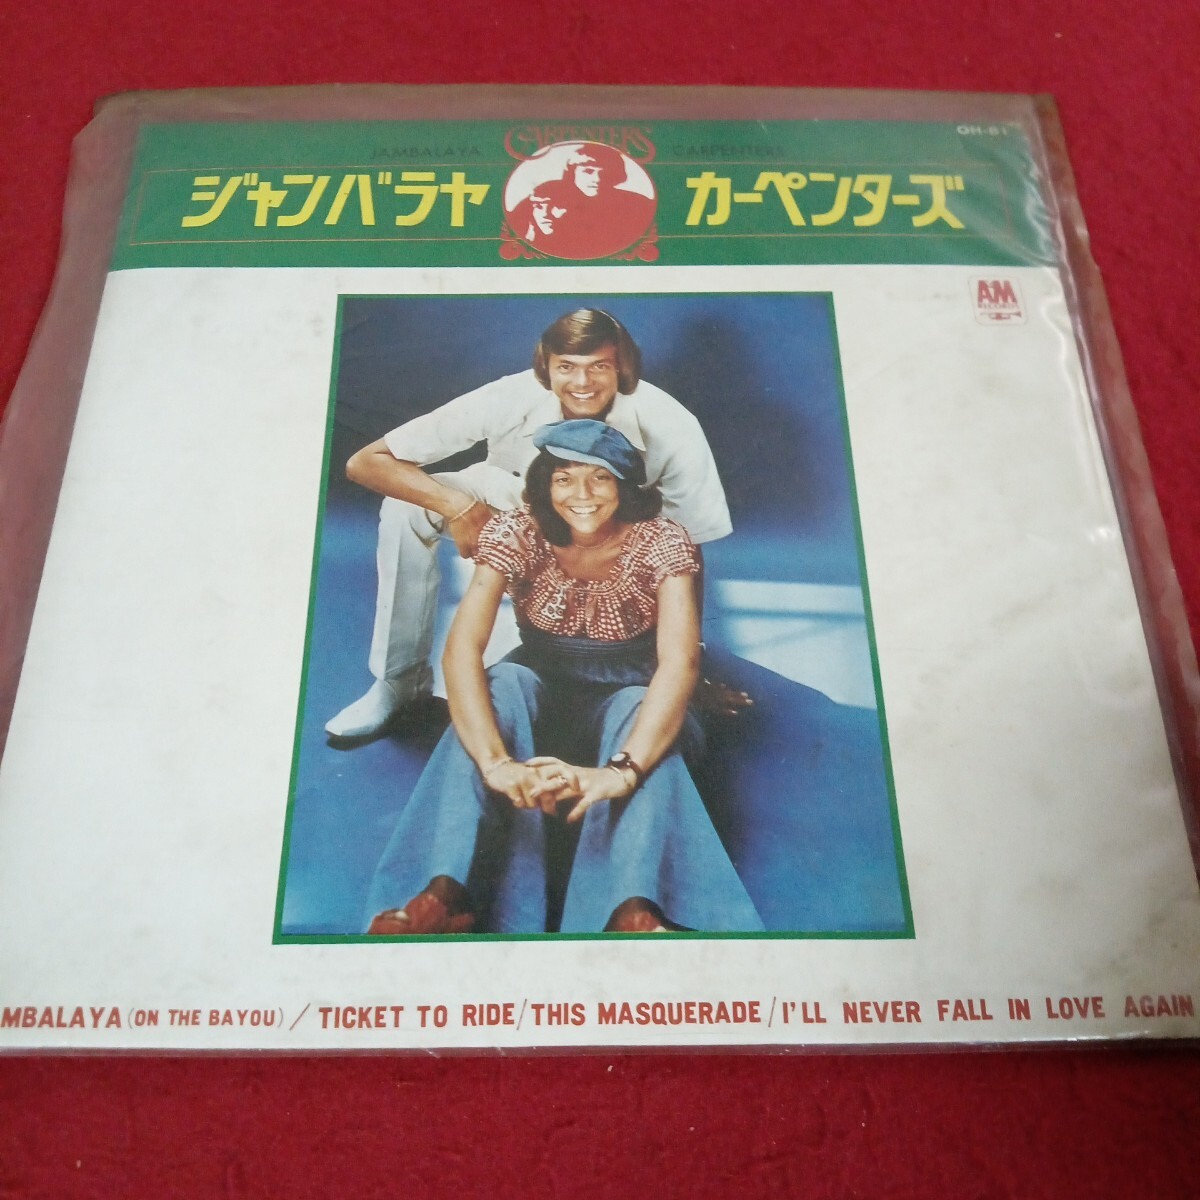 CARPENTERS
OH-81
JAMBALAYA CARPENTERS
ジャンバラヤ カーペンターズ
A&M
RECORDS
MBALAYA (ON THE BAYOU) / TICKET TO RIDE / THIS MASQUERADE / I'LL NEVER FALL IN LOVE AGAIN